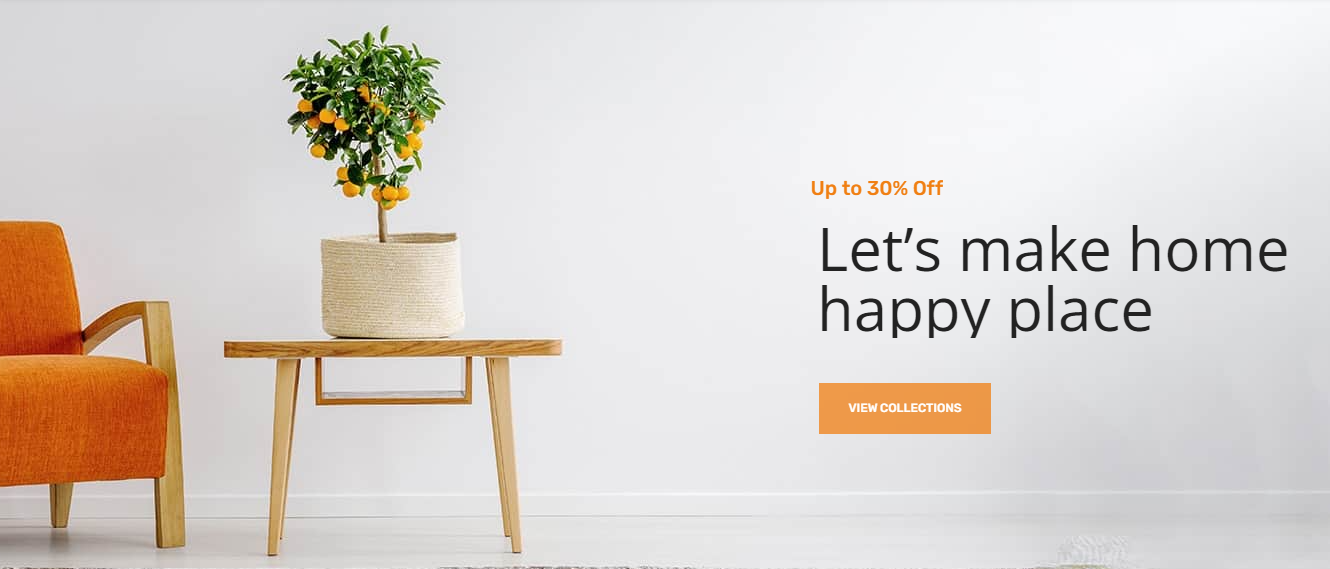 Up to 30% Off
Let’s make home
happy place
VIEW COLLECTIONS